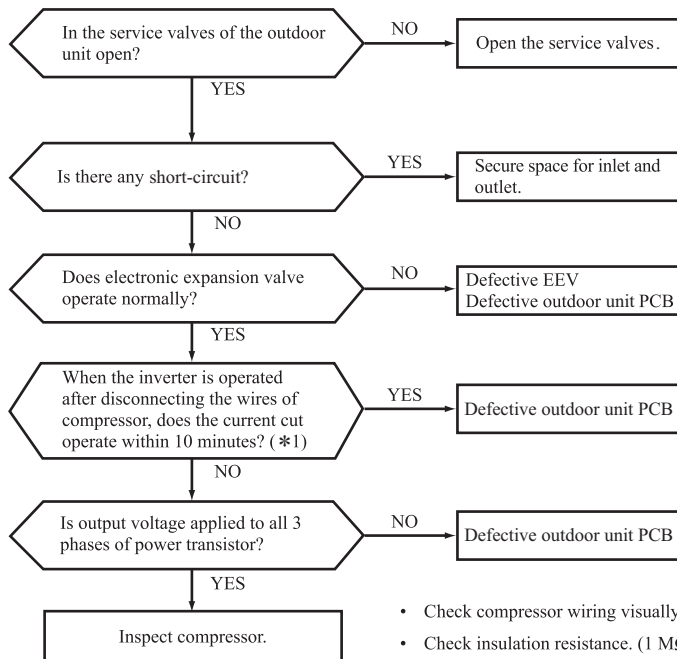 In the service valves of the outdoor
unit open?
NO
Open the service valves.
YES
Is there any short-circuit?
YES
Secure space for inlet and
outlet.
NO
Does electronic expansion valve
operate normally?
NO
Defective EEV
Defective outdoor unit PCB
YES
When the inverter is operated
after disconnecting the wires of
compressor, does the current cut
operate within 10 minutes? (∗1)
YES
Defective outdoor unit PCB
NO
Is output voltage applied to all 3
phases of power transistor?
NO
Defective outdoor unit PCB
YES
Inspect compressor.
• Check compressor wiring visually
• Check insulation resistance. (1 M